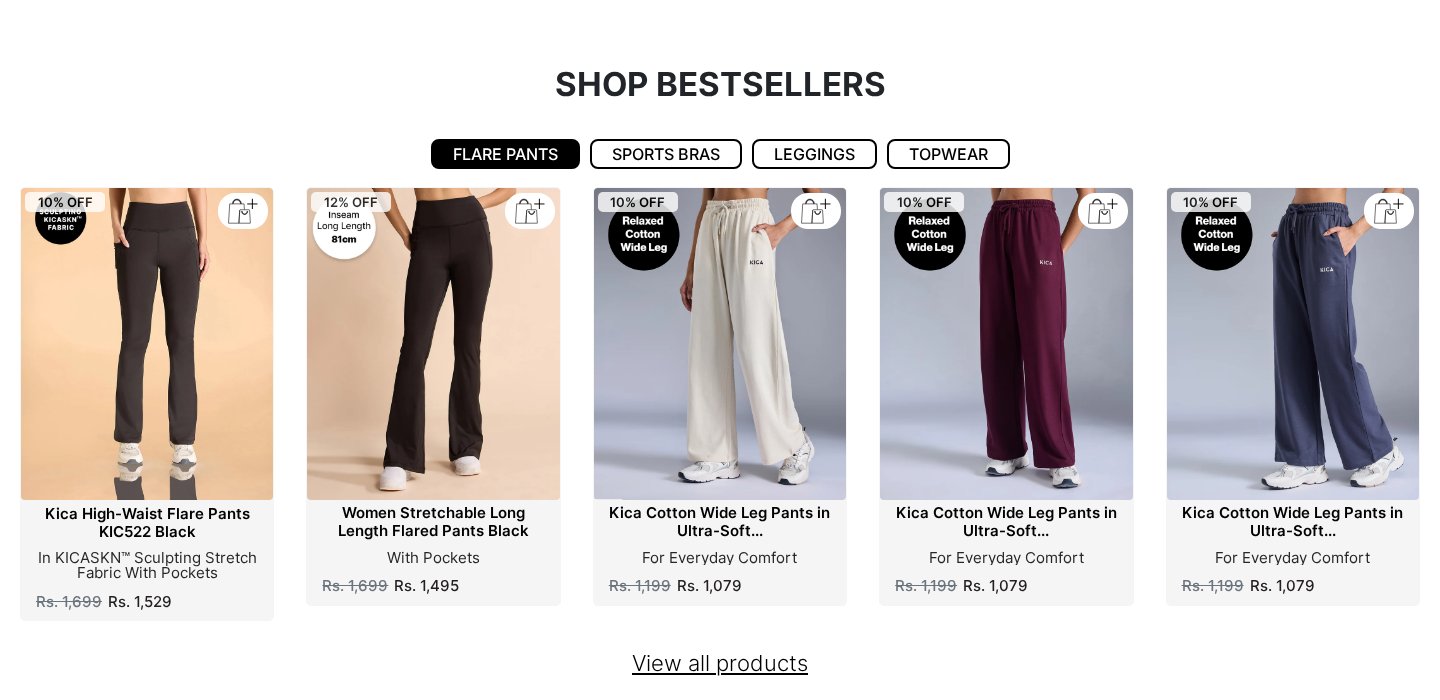 SHOP BESTSELLERS
FLARE PANTS
SPORTS BRAS
LEGGINGS
TOPWEAR
10% OFF
SCULPTING
KICASKN™
FABRIC
Kica High-Waist Flare Pants
KIC522 Black
In KICASKN™ Sculpting Stretch
Fabric With Pockets
Rs. 1,699 Rs. 1,529
12% OFF
Inseam
Long Length
81cm
Women Stretchable Long
Length Flared Pants Black
With Pockets
Rs. 1,699 Rs. 1,495
10% OFF
Relaxed
Cotton
Wide Leg
KICA
Kica Cotton Wide Leg Pants in
Ultra-Soft...
For Everyday Comfort
Rs. 1,199 Rs. 1,079
10% OFF
Relaxed
Cotton
Wide Leg
KICA
Kica Cotton Wide Leg Pants in
Ultra-Soft...
For Everyday Comfort
Rs. 1,199 Rs. 1,079
10% OFF
Relaxed
Cotton
Wide Leg
KICA
Kica Cotton Wide Leg Pants in
Ultra-Soft...
For Everyday Comfort
Rs. 1,199 Rs. 1,079
View all products